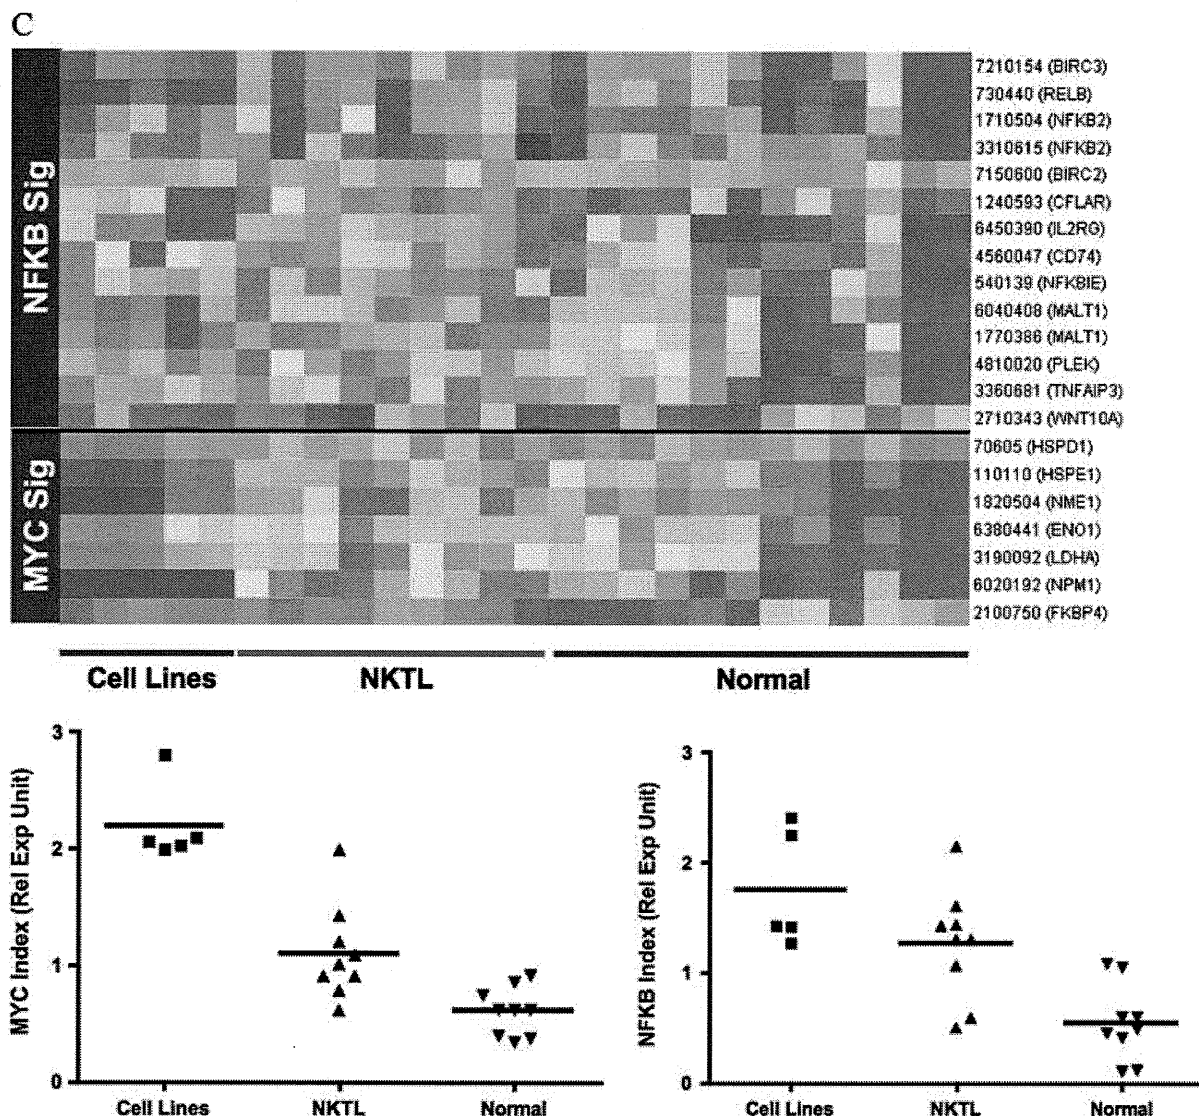 C
NFKB Sig
7210154 (BIRC3)
730440 (RELB)
1710504 (NFKB2)
3310615 (NFKB2)
7150600 (BIRC2)
1240593 (CFLAR)
6450390 (IL2RG)
4560047 (CD74)
540139 (NFKBIE)
6040408 (MALT1)
1770386 (MALT1)
4810020 (PLEK)
3360681 (TNFAIP3)
2710343 (WNT10A)
MYC Sig
70605 (HSPD1)
110110 (HSPE1)
1820504 (NME1)
6380441 (ENO1)
3190092 (LDHA)
6020192 (NPM1)
2100750 (FKBP4)
Cell Lines NKTL Normal
MYC Index (Rel Exp Unit)
3
2
1
0
Cell Lines NKTL Normal
NFKB Index (Rel Exp Unit)
3
2
1
0
Cell Lines NKTL Normal